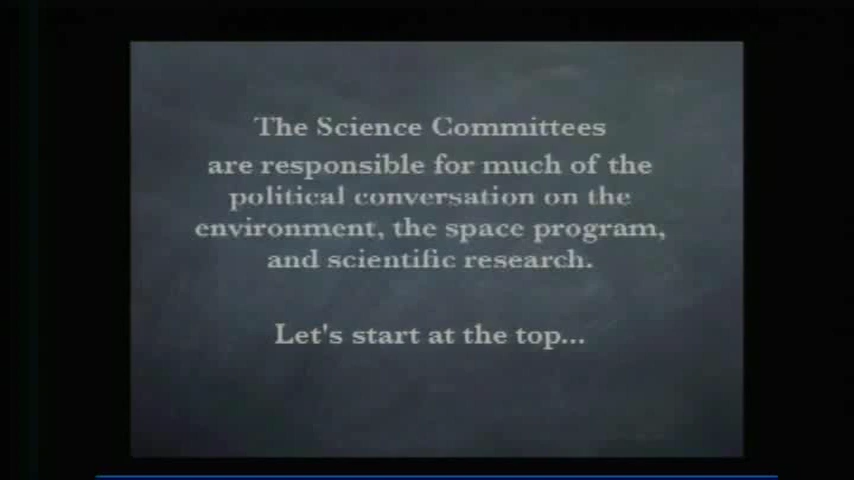 The Science Committees
are responsible for much of the
political conversation on the
environment, the space program,
and scientific research.
Let's start at the top...